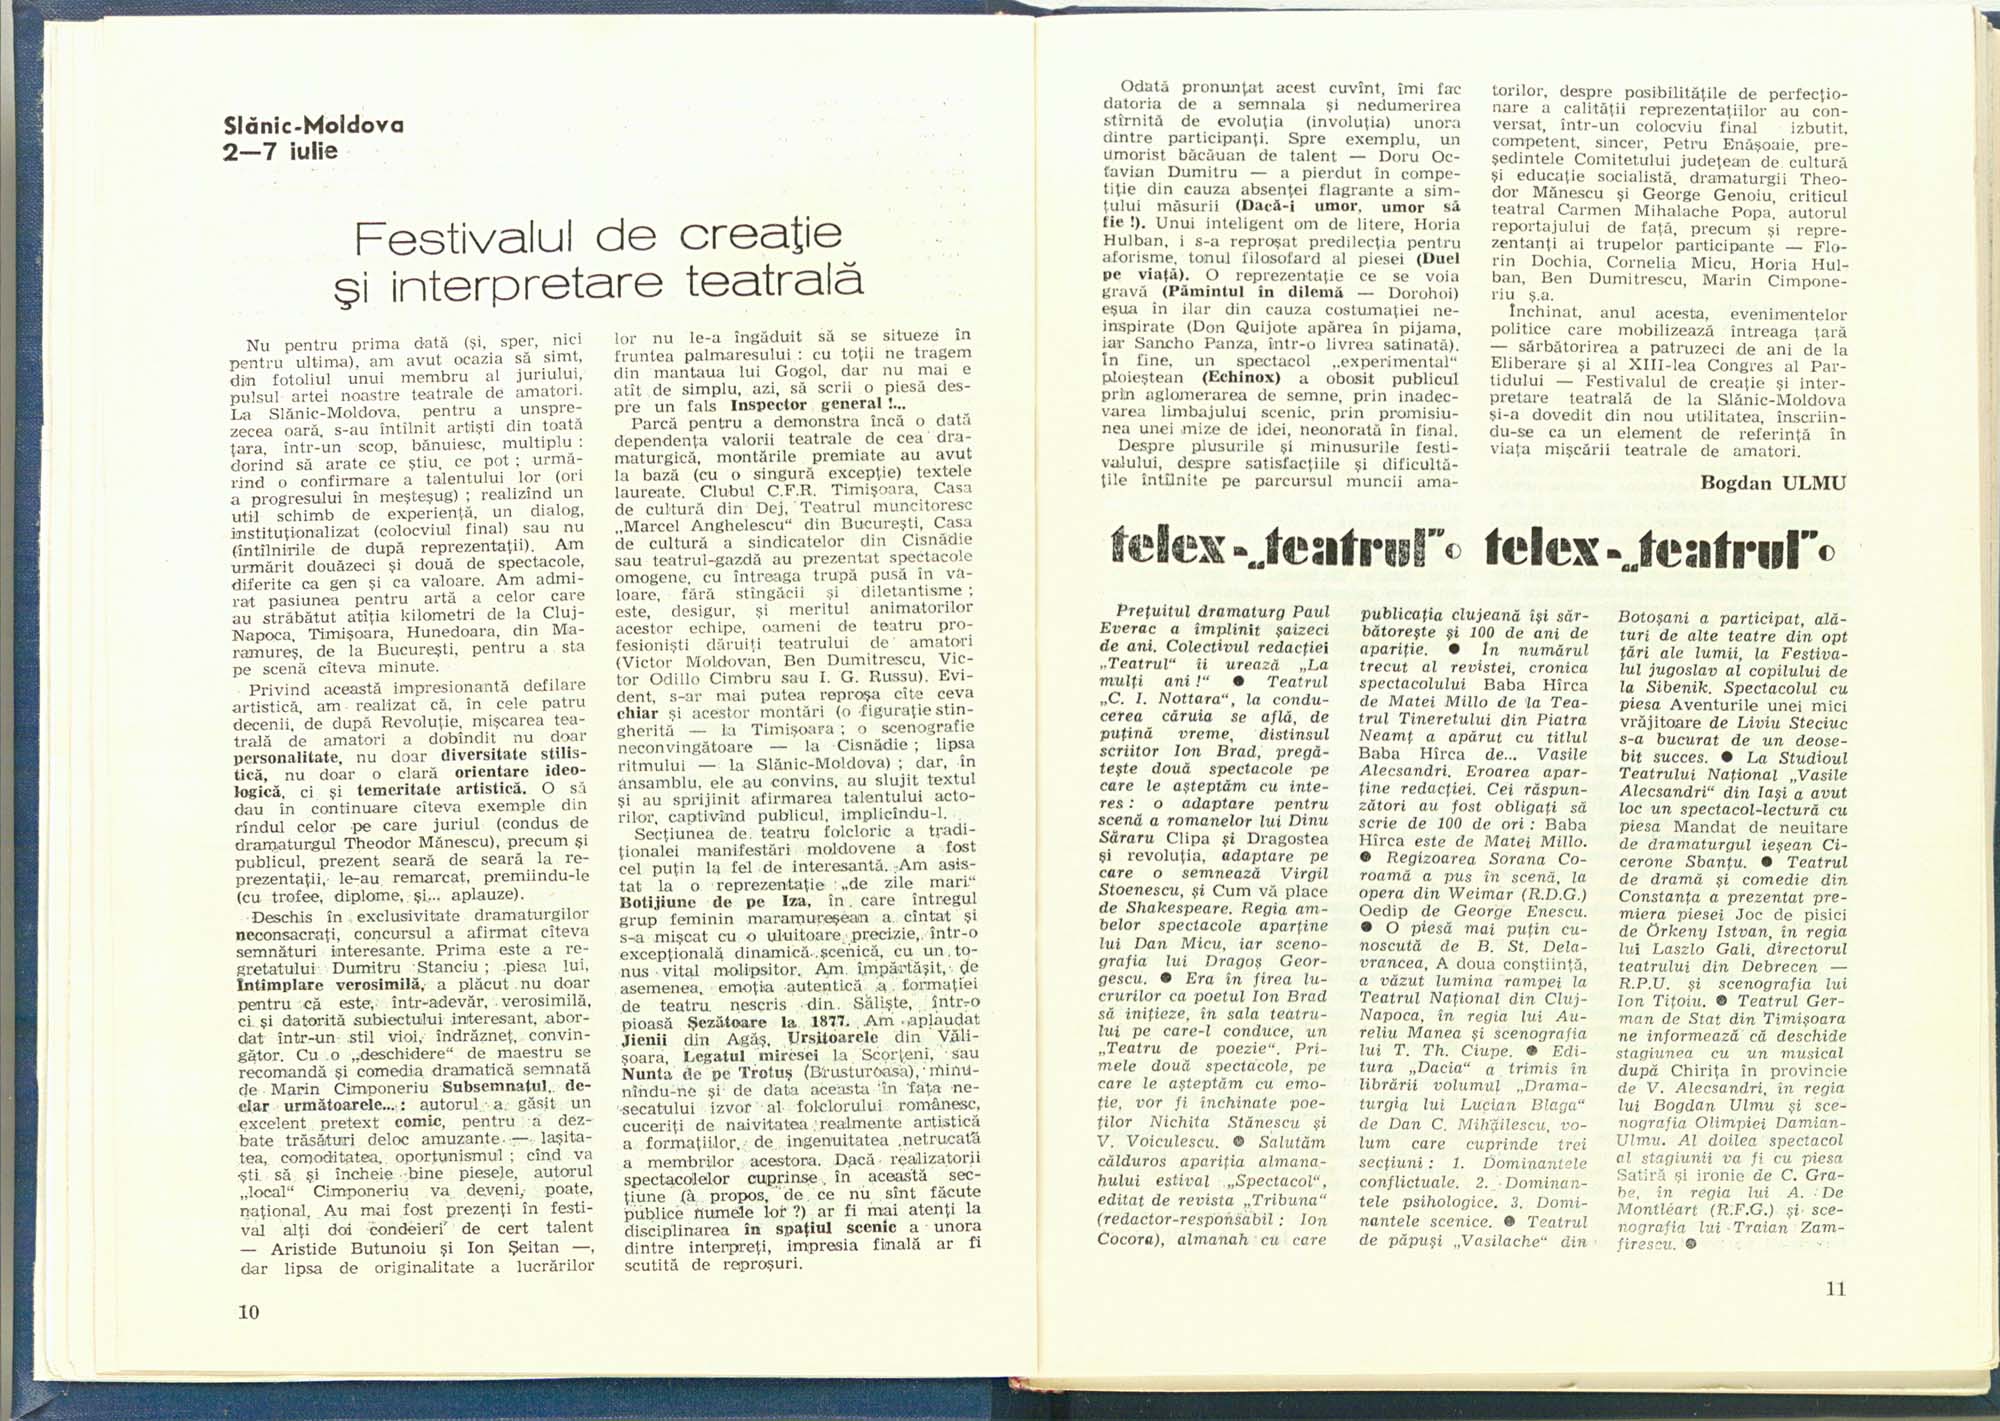 Slănic-Moldova
2—7 iulie
Festivalul de creaţie
şi interpretare teatrală
Nu pentru prima dată (şi, sper, nici
pentru ultima), am avut ocazia să simt,
din fotoliul unui membru al juriului,
pulsul artei noastre teatrale de amatori.
La Slănic-Moldova, pentru a unspre-
zecea oară, s-au întîlnit artişti din toată
ţara, într-un scop, bănuiesc, multiplu :
dorind să arate ce ştiu, ce pot ; urmă-
rind o confirmare a talentului lor (ori
a progresului în meşteşug) ; realizînd un
util schimb de experienţă, un dialog,
instituţionalizat (colocviul final) sau nu
(întîlnirile de după reprezentaţii). Am
urmărit douăzeci şi două de spectacole,
diferite ca gen şi ca valoare. Am admi-
rat pasiunea pentru artă a celor care
au străbătut atîţia kilometri de la Cluj-
Napoca, Timişoara, Hunedoara, din Ma-
ramureş, de la Bucureşti, pentru a sta
pe scenă cîteva minute.
Privind această impresionantă defilare
artistică, am realizat că, în cele patru
decenii, de după Revoluţie, mişcarea tea-
trală de amatori a dobîndit nu doar
personalitate, nu doar diversitate stilis-
tică, nu doar o clară orientare ideo-
logică, ci şi temeritate artistică. O să
dau în continuare cîteva exemple din
rîndul celor pe care juriul (condus de
dramaturgul Theodor Mănescu), precum şi
publicul, prezent seară de seară la re-
prezentaţii, le-au remarcat, premiindu-le
(cu trofee, diplome, şi... aplauze).
Deschis în exclusivitate dramaturgilor
neconsacraţi, concursul a afirmat cîteva
semnături interesante. Prima este a re-
gretatului Dumitru Stanciu ; piesa lui,
Întîmplare verosimilă, a plăcut nu doar
pentru că este, într-adevăr, verosimilă,
ci şi datorită subiectului interesant, abor-
dat într-un stil vioi, îndrăzneţ, convin-
gător. Cu o „deschidere“ de maestru se
recomandă şi comedia dramatică semnată
de Marin Cimponeriu Subsemnatul, de-
clar următoarele... : autorul a găsit un
excelent pretext comic, pentru a dez-
bate trăsături deloc amuzante — laşita-
tea, comoditatea, oportunismul ; cînd va
şti să şi încheie bine piesele, autorul
„local“ Cimponeriu va deveni, poate,
naţional. Au mai fost prezenţi în festi-
val alţi doi condeieri de cert talent
— Aristide Butunoiu şi Ion Şeitan —,
dar lipsa de originalitate a lucrărilor
lor nu le-a îngăduit să se situeze în
fruntea palmaresului : cu toţii ne tragem
din mantaua lui Gogol, dar nu mai e
atît de simplu, azi, să scrii o piesă des-
pre un fals Inspector general !...
Parcă pentru a demonstra încă o dată
dependenţa valorii teatrale de cea dra-
maturgică, montările premiate au avut
la bază (cu o singură excepţie) textele
laureate. Clubul C.F.R. Timişoara, Casa
de cultură din Dej, Teatrul muncitoresc
„Marcel Anghelescu“ din Bucureşti, Casa
de cultură a sindicatelor din Cisnădie
sau teatrul-gazdă au prezentat spectacole
omogene, cu întreaga trupă pusă în va-
loare, fără stîngăcii şi diletantisme ;
este, desigur, şi meritul animatorilor
acestor echipe, oameni de teatru pro-
fesionişti dăruiţi teatrului de amatori
(Victor Moldovan, Ben Dumitrescu, Vic-
tor Odillo Cimbru sau I. G. Russu). Evi-
dent, s-ar mai putea reproşa cîte ceva
chiar şi acestor montări (o figuraţie stin-
gherită — la Timişoara ; o scenografie
neconvingătoare — la Cisnădie ; lipsa
ritmului — la Slănic-Moldova) ; dar, în
ansamblu, ele au convins, au slujit textul
şi au sprijinit afirmarea talentului acto-
rilor, captivînd publicul, implicîndu-l.
Secţiunea de teatru folcloric a tradi-
ţionalei manifestări moldovene a fost
cel puţin la fel de interesantă. Am asis-
tat la o reprezentaţie „de zile mari“
Botijiune de pe Iza, în care întregul
grup feminin maramureşean a cîntat şi
s-a mişcat cu o uluitoare precizie, într-o
excepţională dinamică scenică, cu un to-
nus vital molipsitor. Am împărtăşit, de
asemenea, emoţia autentică a formaţiei
de teatru nescris din Sălişte, într-o
pioasă Şezătoare la 1877. Am aplaudat
Jienii din Agăş, Ursitoarele din Văli-
şoara, Legatul miresei la Scorţeni, sau
Nunta de pe Trotuş (Brusturoasa), minu-
nîndu-ne şi de data aceasta în faţa ne-
secatului izvor al folclorului românesc,
cuceriţi de naivitatea realmente artistică
a formaţiilor, de ingenuitatea netrucată
a membrilor acestora. Dacă realizatorii
spectacolelor cuprinse în această sec-
ţiune (à propos, de ce nu sînt făcute
publice numele lor ?) ar fi mai atenţi la
disciplinarea în spaţiul scenic a unora
dintre interpreţi, impresia finală ar fi
scutită de reproşuri.
10
Odată pronunţat acest cuvînt, îmi fac
datoria de a semnala şi nedumerirea
stîrnită de evoluţia (involuţia) unora
dintre participanţi. Spre exemplu, un
umorist băcăuan de talent — Doru Oc-
tavian Dumitru — a pierdut în compe-
tiţie din cauza absenţei flagrante a sim-
ţului măsurii (Dacă-i umor, umor să
fie !). Unui inteligent om de litere, Horia
Hulban, i s-a reproşat predilecţia pentru
aforisme, tonul filosofard al piesei (Duel
pe viaţă). O reprezentaţie ce se voia
gravă (Pămîntul în dilemă — Dorohoi)
eşua în ilar din cauza costumaţiei ne-
inspirate (Don Quijote apărea în pijama,
iar Sancho Panza, într-o livrea satinată).
În fine, un spectacol „experimental“
ploieştean (Echinox) a obosit publicul
prin aglomerarea de semne, prin inadec-
varea limbajului scenic, prin promisiu-
nea unei mize de idei, neonorată în final.
Despre plusurile şi minusurile festi-
valului, despre satisfacţiile şi dificultă-
ţile întîlnite pe parcursul muncii ama-
torilor, despre posibilităţile de perfecţio-
nare a calităţii reprezentaţiilor au con-
versat, într-un colocviu final izbutit,
competent, sincer, Petru Enăşoaie, pre-
şedintele Comitetului judeţean de cultură
şi educaţie socialistă, dramaturgii Theo-
dor Mănescu şi George Genoiu, criticul
teatral Carmen Mihalache Popa, autorul
reportajului de faţă, precum şi repre-
zentanţi ai trupelor participante — Flo-
rin Dochia, Cornelia Micu, Horia Hul-
ban, Ben Dumitrescu, Marin Cimpone-
riu ş.a.
Închinat, anul acesta, evenimentelor
politice care mobilizează întreaga ţară
— sărbătorirea a patruzeci de ani de la
Eliberare şi al XIII-lea Congres al Par-
tidului — Festivalul de creaţie şi inter-
pretare teatrală de la Slănic-Moldova
şi-a dovedit din nou utilitatea, înscriin-
du-se ca un element de referinţă în
viaţa mişcării teatrale de amatori.
Bogdan ULMU
telex-„teatrul” telex-„teatrul”
Preţuitul dramaturg Paul
Everac a împlinit şaizeci
de ani. Colectivul redacţiei
„Teatrul“ îi urează „La
mulţi ani !“ ● Teatrul
„C. I. Nottara“, la condu-
cerea căruia se află, de
puţină vreme, distinsul
scriitor Ion Brad, pregă-
teşte două spectacole pe
care le aşteptăm cu inte-
res : o adaptare pentru
scenă a romanelor lui Dinu
Săraru Clipa şi Dragostea
şi revoluţia, adaptare pe
care o semnează Virgil
Stoenescu, şi Cum vă place
de Shakespeare. Regia am-
belor spectacole aparţine
lui Dan Micu, iar sceno-
grafia lui Dragoş Geor-
gescu. ● Era în firea lu-
crurilor ca poetul Ion Brad
să iniţieze, în sala teatru-
lui pe care-l conduce, un
„Teatru de poezie“. Pri-
mele două spectacole, pe
care le aşteptăm cu emo-
ţie, vor fi închinate poe-
ţilor Nichita Stănescu şi
V. Voiculescu. ● Salutăm
călduros apariţia almana-
hului estival „Spectacol“,
editat de revista „Tribuna“
(redactor-responsabil : Ion
Cocora), almanah cu care
publicaţia clujeană îşi săr-
bătoreşte şi 100 de ani de
apariţie. ● În numărul
trecut al revistei, cronica
spectacolului Baba Hîrca
de Matei Millo de la Tea-
trul Tineretului din Piatra
Neamţ a apărut cu titlul
Baba Hîrca de... Vasile
Alecsandri. Eroarea apar-
ţine redacţiei. Cei răspun-
zători au fost obligaţi să
scrie de 100 de ori : Baba
Hîrca este de Matei Millo.
● Regizoarea Sorana Co-
roamă a pus în scenă, la
opera din Weimar (R.D.G.)
Oedip de George Enescu.
● O piesă mai puţin cu-
noscută de B. St. Dela-
vrancea, A doua conştiinţă,
a văzut lumina rampei la
Teatrul Naţional din Cluj-
Napoca, în regia lui Au-
reliu Manea şi scenografia
lui T. Th. Ciupe. ● Edi-
tura „Dacia“ a trimis în
librării volumul „Drama-
turgia lui Lucian Blaga“
de Dan C. Mihăilescu, vo-
lum care cuprinde trei
secţiuni : 1. Dominantele
conflictuale. 2. Dominan-
tele psihologice. 3. Domi-
nantele scenice. ● Teatrul
de păpuşi „Vasilache“ din
Botoşani a participat, ală-
turi de alte teatre din opt
ţări ale lumii, la Festiva-
lul jugoslav al copilului de
la Sibenik. Spectacolul cu
piesa Aventurile unei mici
vrăjitoare de Liviu Steciuc
s-a bucurat de un deose-
bit succes. ● La Studioul
Teatrului Naţional „Vasile
Alecsandri“ din Iaşi a avut
loc un spectacol-lectură cu
piesa Mandat de neuitare
de dramaturgul ieşean Ci-
cerone Sbanţu. ● Teatrul
de dramă şi comedie din
Constanţa a prezentat pre-
miera piesei Joc de pisici
de Örkeny Istvan, în regia
lui Laszlo Gali, directorul
teatrului din Debrecen —
R.P.U. şi scenografia lui
Ion Tiţoiu. ● Teatrul Ger-
man de Stat din Timişoara
ne informează că deschide
stagiunea cu un musical
după Chiriţa în provincie
de V. Alecsandri, în regia
lui Bogdan Ulmu şi sce-
nografia Olimpiei Damian-
Ulmu. Al doilea spectacol
al stagiunii va fi cu piesa
Satiră şi ironie de C. Gra-
be, în regia lui A. De
Montléart (R.F.G.) şi sce-
nografia lui Traian Zam-
firescu. ●
11